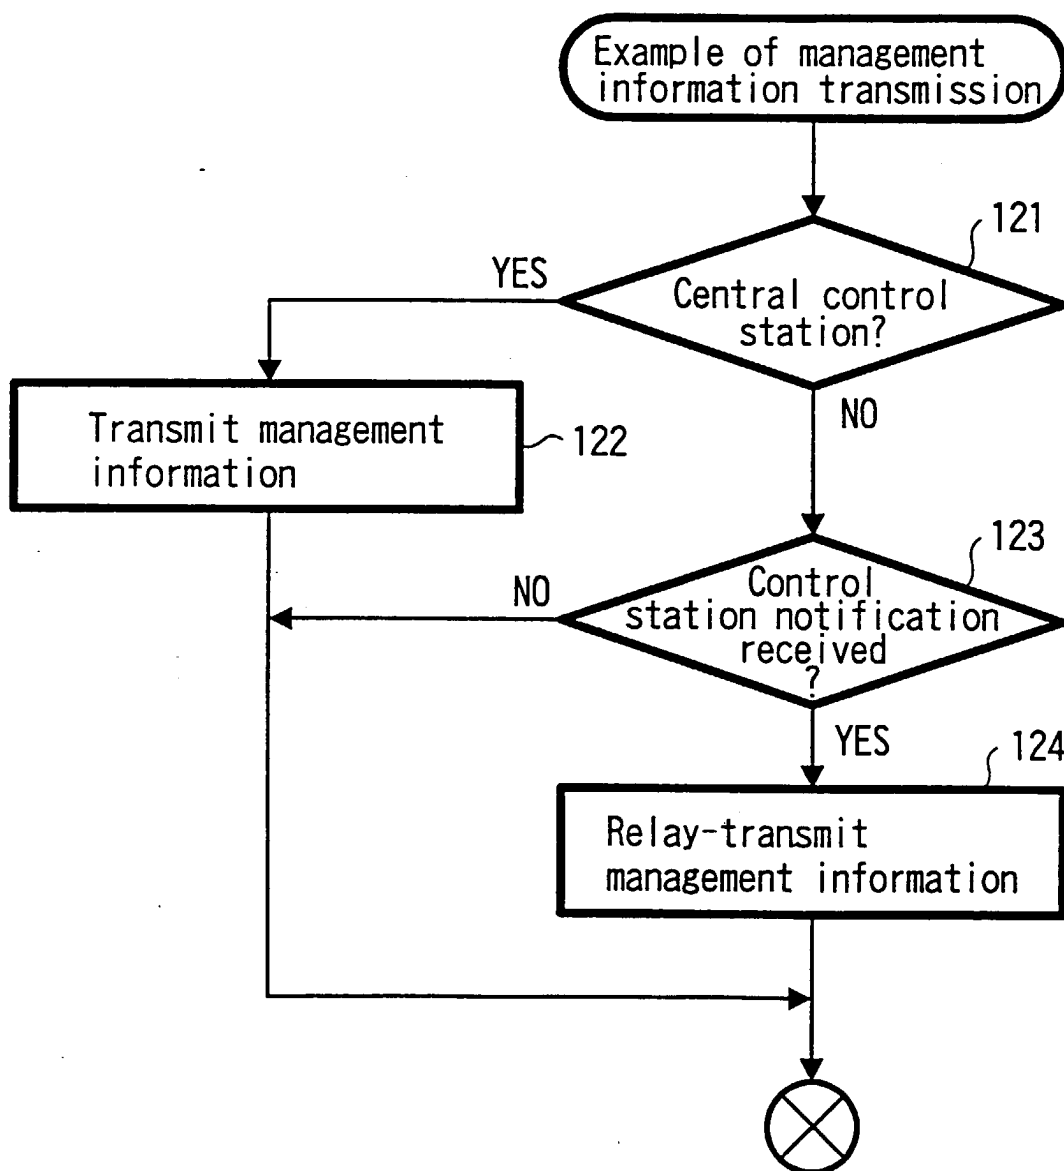 Example of management
information transmission
121
YES
Central control
station?
NO
Transmit management
information
122
123
NO
Control
station notification
received
?
YES
124
Relay-transmit
management information